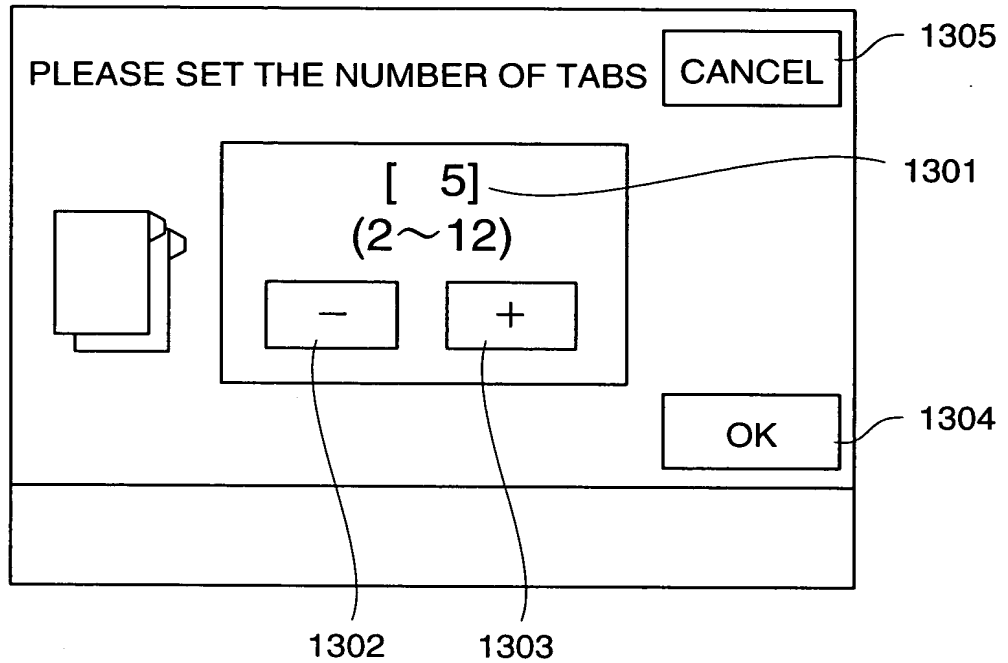 1305
PLEASE SET THE NUMBER OF TABS
CANCEL
[ 5]
1301
(2～12)
− +
OK
1304
1302 1303